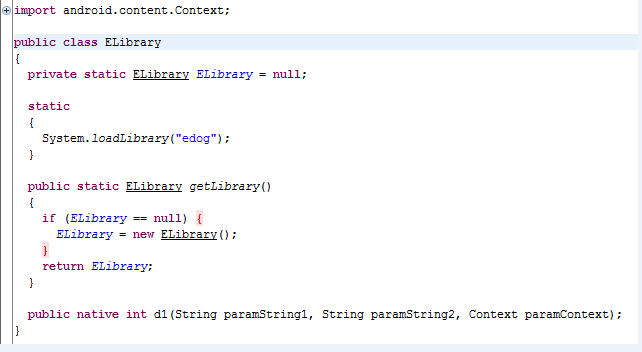 import android.content.Context;
public class ELibrary
{
  private static ELibrary ELibrary = null;
  static
  {
    System.loadLibrary("edog");
  }
  public static ELibrary getLibrary()
  {
    if (ELibrary == null) {
      ELibrary = new ELibrary();
    }
    return ELibrary;
  }
  public native int d1(String paramString1, String paramString2, Context paramContext);
}